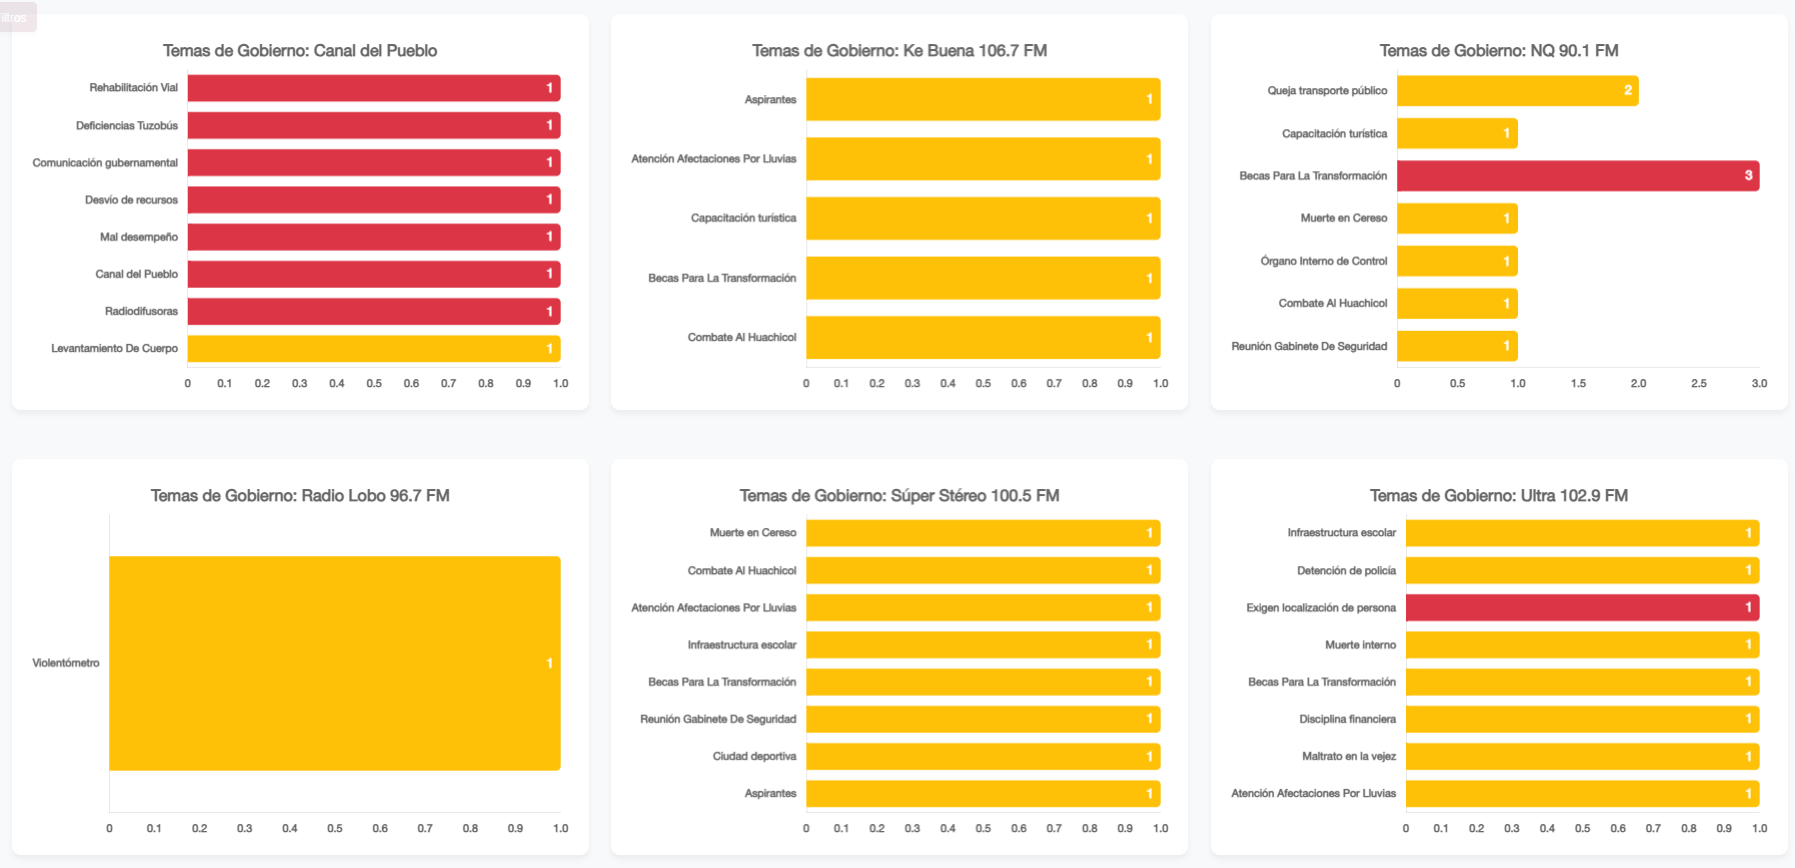 Filtros
Temas de Gobierno: Canal del Pueblo
Rehabilitación Vial 1
Deficiencias Tuzobús 1
Comunicación gubernamental 1
Desvío de recursos 1
Mal desempeño 1
Canal del Pueblo 1
Radiodifusoras 1
Levantamiento De Cuerpo 1
0 0.1 0.2 0.3 0.4 0.5 0.6 0.7 0.8 0.9 1.0
Temas de Gobierno: Ke Buena 106.7 FM
Aspirantes 1
Atención Afectaciones Por Lluvias 1
Capacitación turística 1
Becas Para La Transformación 1
Combate Al Huachicol 1
0 0.1 0.2 0.3 0.4 0.5 0.6 0.7 0.8 0.9 1.0
Temas de Gobierno: NQ 90.1 FM
Queja transporte público 2
Capacitación turística 1
Becas Para La Transformación 3
Muerte en Cereso 1
Órgano Interno de Control 1
Combate Al Huachicol 1
Reunión Gabinete De Seguridad 1
0 0.5 1.0 1.5 2.0 2.5 3.0
Temas de Gobierno: Radio Lobo 96.7 FM
Violentómetro 1
0 0.1 0.2 0.3 0.4 0.5 0.6 0.7 0.8 0.9 1.0
Temas de Gobierno: Súper Stéreo 100.5 FM
Muerte en Cereso 1
Combate Al Huachicol 1
Atención Afectaciones Por Lluvias 1
Infraestructura escolar 1
Becas Para La Transformación 1
Reunión Gabinete De Seguridad 1
Ciudad deportiva 1
Aspirantes 1
0 0.1 0.2 0.3 0.4 0.5 0.6 0.7 0.8 0.9 1.0
Temas de Gobierno: Ultra 102.9 FM
Infraestructura escolar 1
Detención de policía 1
Exigen localización de persona 1
Muerte interno 1
Becas Para La Transformación 1
Disciplina financiera 1
Maltrato en la vejez 1
Atención Afectaciones Por Lluvias 1
0 0.1 0.2 0.3 0.4 0.5 0.6 0.7 0.8 0.9 1.0